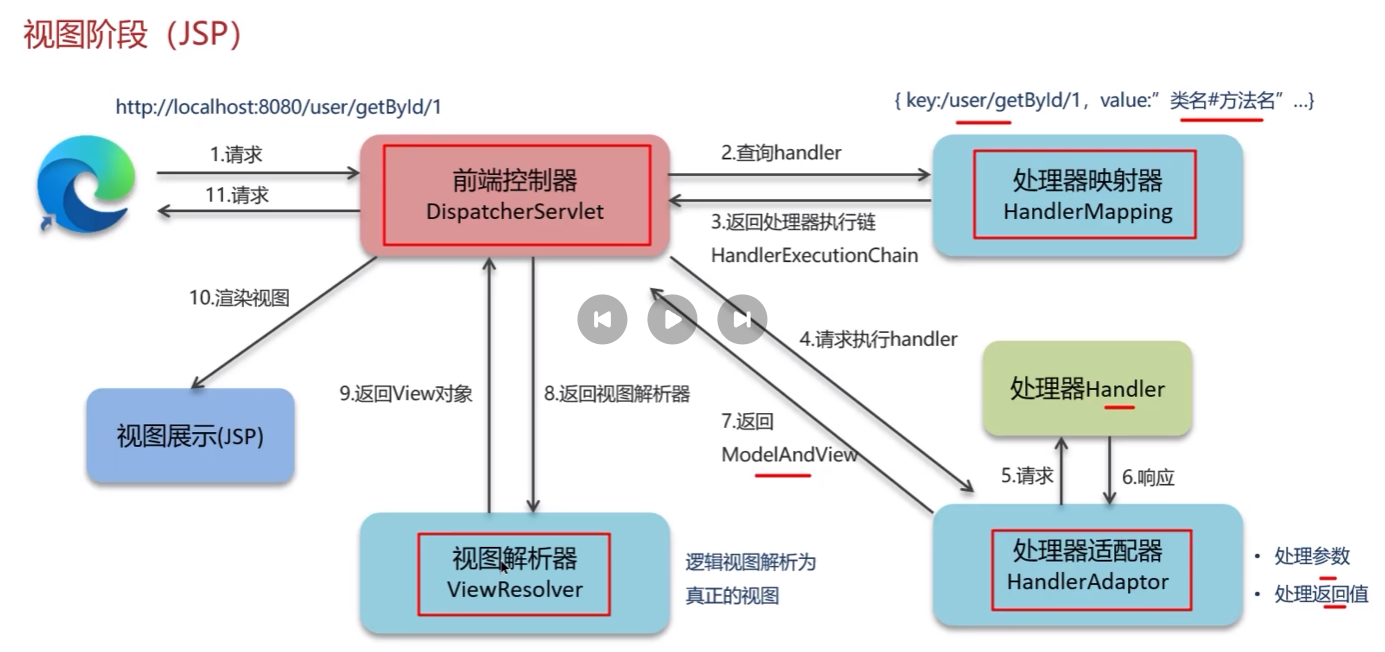 视图阶段（JSP）
http://localhost:8080/user/getById/1
{ key:/user/getById/1，value:”类名#方法名”…}
1.请求
11.请求
前端控制器
DispatcherServlet
2.查询handler
3.返回处理器执行链
HandlerExecutionChain
处理器映射器
HandlerMapping
10.渲染视图
4.请求执行handler
处理器Handler
9.返回View对象
8.返回视图解析器
7.返回
ModelAndView
视图展示(JSP)
5.请求
6.响应
视图解析器
ViewResolver
逻辑视图解析为
真正的视图
处理器适配器
HandlerAdaptor
• 处理参数
• 处理返回值